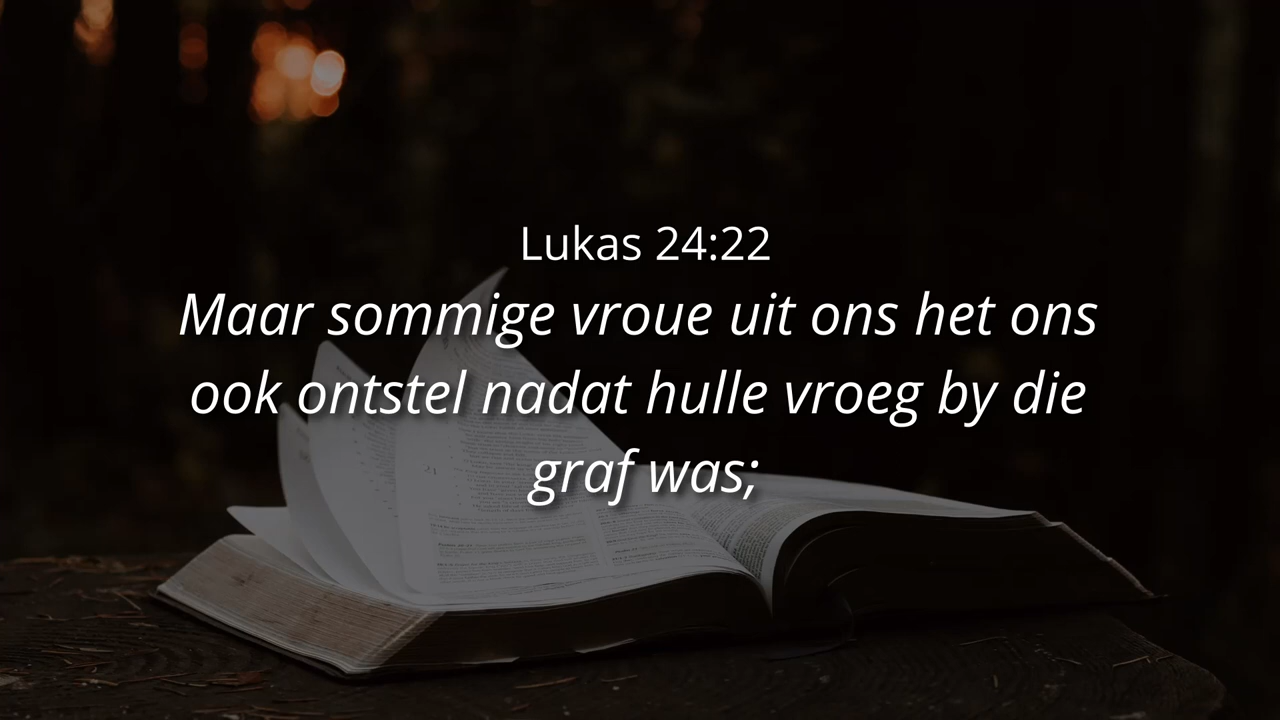 Lukas 24:22
Maar sommige vroue uit ons het ons
ook ontstel nadat hulle vroeg by die
graf was;